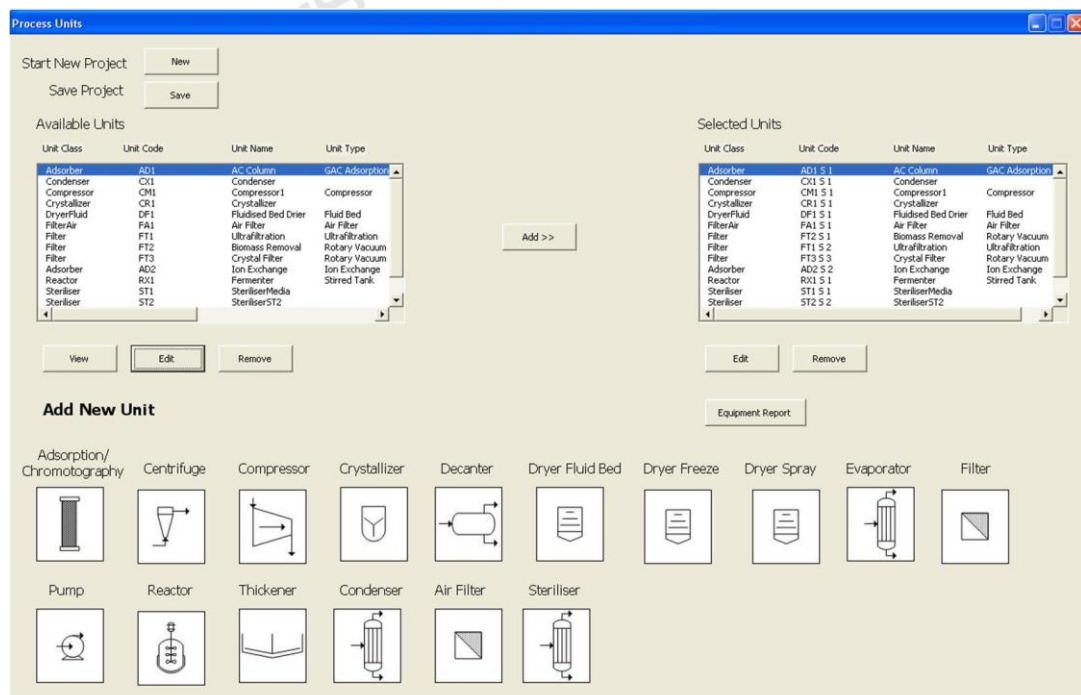 Process Units
Start New Project New
Save Project Save
Available Units
Unit Class Unit Code Unit Name Unit Type
Adsorber AD1 AC Column GAC Adsorption
Condenser CX1 Condenser
Compressor CM1 Compressor1 Compressor
Crystallizer CR1 Crystallizer
DryerFluid DF1 Fluidised Bed Drier Fluid Bed
FilterAir FA1 Air Filter Air Filter
Filter FT1 Ultrafiltration Ultrafiltration
Filter FT2 Biomass Removal Rotary Vacuum
Filter FT3 Crystal Filter Rotary Vacuum
Adsorber AD2 Ion Exchange Ion Exchange
Reactor RX1 Fermenter Stirred Tank
Steriliser ST1 SteriliserMedia
Steriliser ST2 SteriliserST2
View Edit Remove
Add >>
Selected Units
Unit Class Unit Code Unit Name Unit Type
Adsorber AD1 S 1 AC Column GAC Adsorption
Condenser CX1 S 1 Condenser
Compressor CM1 S 1 Compressor1 Compressor
Crystallizer CR1 S 1 Crystallizer
DryerFluid DF1 S 1 Fluidised Bed Drier Fluid Bed
FilterAir FA1 S 1 Air Filter Air Filter
Filter FT2 S 1 Biomass Removal Rotary Vacuum
Filter FT1 S 2 Ultrafiltration Ultrafiltration
Filter FT3 S 3 Crystal Filter Rotary Vacuum
Adsorber AD2 S 2 Ion Exchange Ion Exchange
Reactor RX1 S 1 Fermenter Stirred Tank
Steriliser ST1 S 1 SteriliserMedia
Steriliser ST2 S 2 SteriliserST2
Edit Remove
Equipment Report
Add New Unit
Adsorption/
Chromotography Centrifuge Compressor Crystallizer Decanter Dryer Fluid Bed Dryer Freeze Dryer Spray Evaporator Filter
Pump Reactor Thickener Condenser Air Filter Steriliser